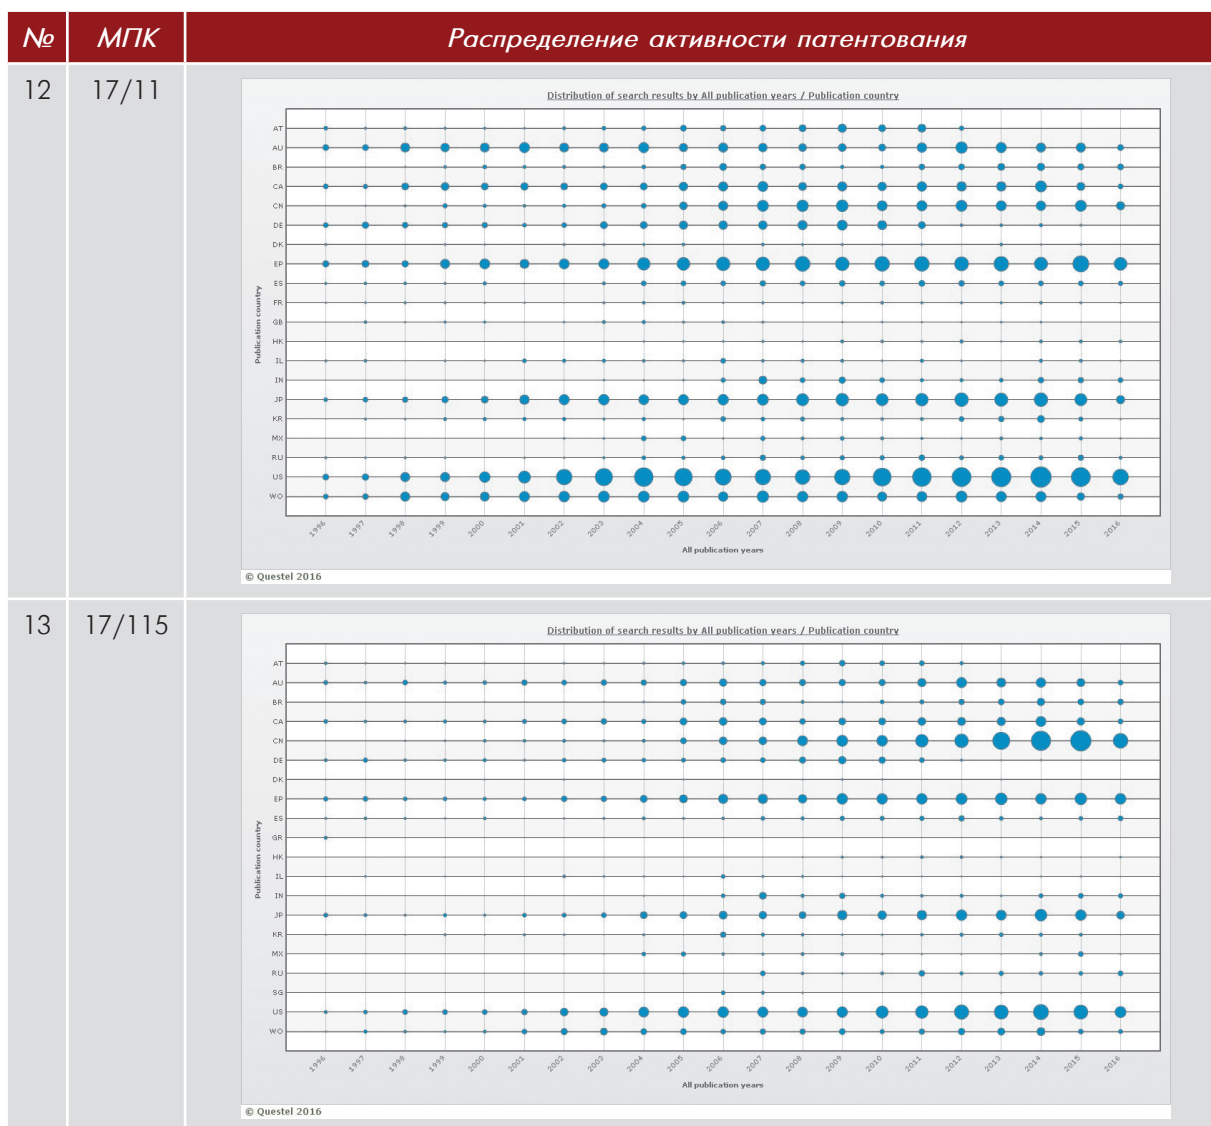 № МПК Распределение активности патентования
12 17/11
Distribution of search results by All publication years / Publication country
AT
AU
BR
CA
CN
DE
DK
EP
ES
FR
GB
HK
IL
IN
JP
KR
MX
RU
US
WO
Publication country
1996 1997 1998 1999 2000 2001 2002 2003 2004 2005 2006 2007 2008 2009 2010 2011 2012 2013 2014 2015 2016
All publication years
© Questel 2016
13 17/115
Distribution of search results by All publication years / Publication country
AT
AU
BR
CA
CN
DE
DK
EP
ES
GR
HK
IL
IN
JP
KR
MX
RU
SG
US
WO
Publication country
1996 1997 1998 1999 2000 2001 2002 2003 2004 2005 2006 2007 2008 2009 2010 2011 2012 2013 2014 2015 2016
All publication years
© Questel 2016